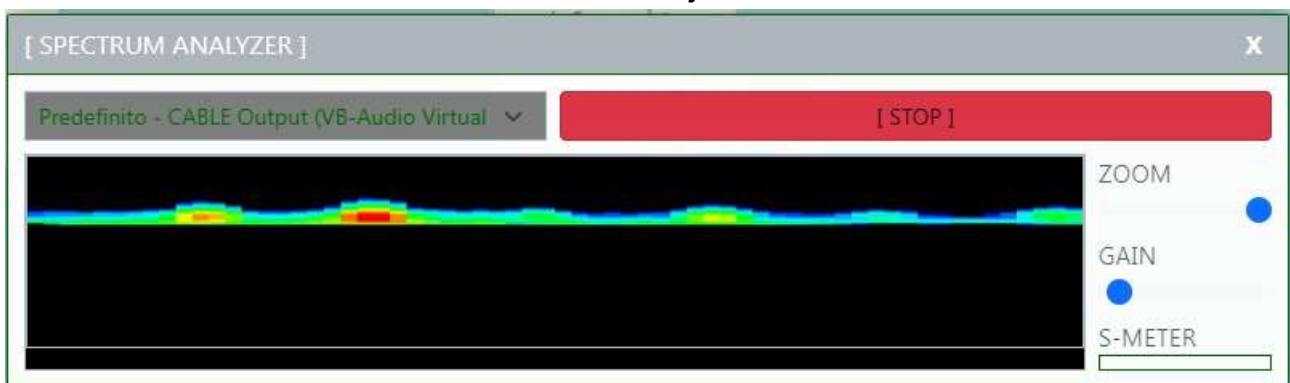 [ SPECTRUM ANALYZER ]
X
Predefinito - CABLE Output (VB-Audio Virtual
[ STOP ]
ZOOM
GAIN
S-METER